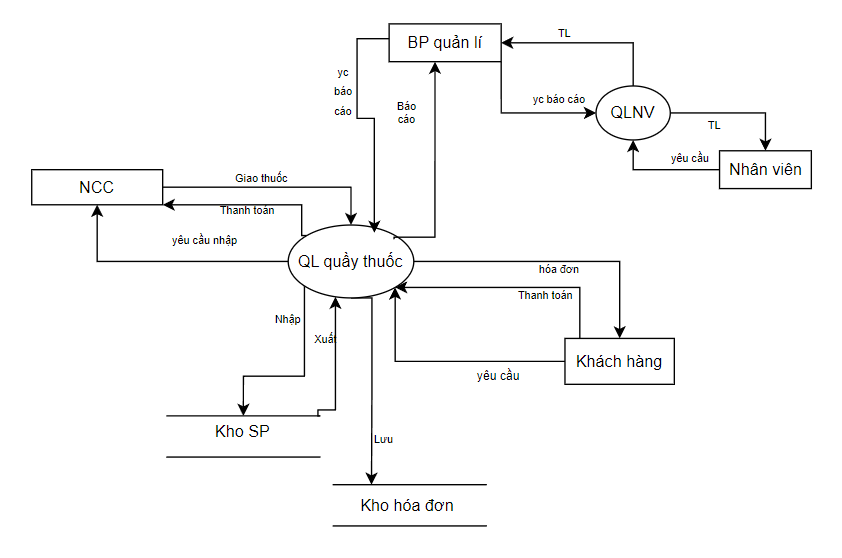 BP quản lí
TL
yc
báo
cáo
Báo
cáo
yc báo cáo
QLNV
TL
yêu cầu
Nhân viên
NCC
Giao thuốc
Thanh toán
yêu cầu nhập
QL quầy thuốc
hóa đơn
Thanh toán
Nhập
Xuất
Khách hàng
yêu cầu
Kho SP
Lưu
Kho hóa đơn